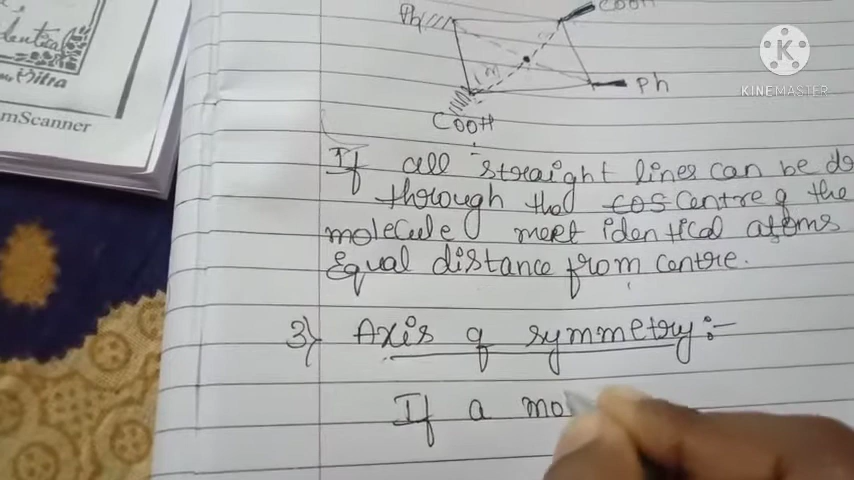 Ph
COOH
KINEMASTER
Ph
COOH
mScanner
If all straight lines can be
through the centre of the
molecule meet identical atoms
Equal distance from centre.
3) Axis of symmetry :-
If a mo